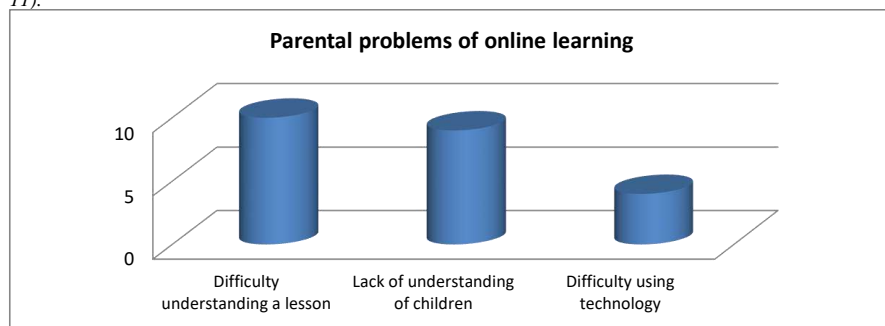 11).
Parental problems of online learning
10
5
0
Difficulty
understanding a lesson
Lack of understanding
of children
Difficulty using
technology